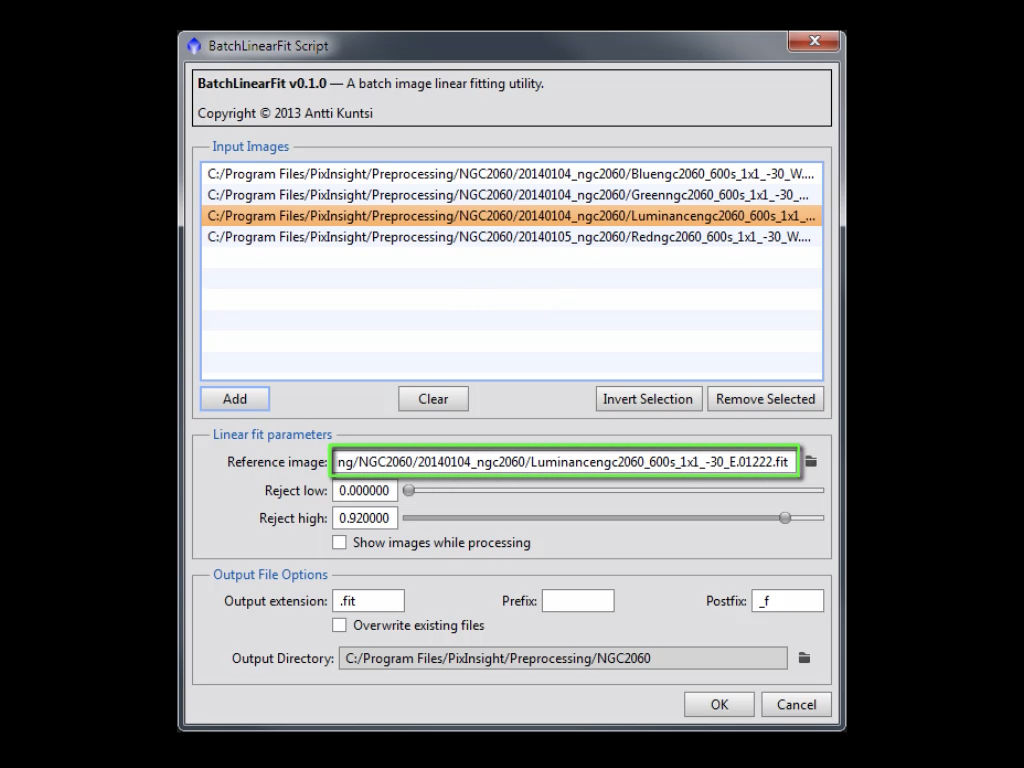 BatchLinearFit Script
BatchLinearFit v0.1.0 — A batch image linear fitting utility.
Copyright © 2013 Antti Kuntsi
Input Images
C:/Program Files/PixInsight/Preprocessing/NGC2060/20140104_ngc2060/Bluengc2060_600s_1x1_-30_W....
C:/Program Files/PixInsight/Preprocessing/NGC2060/20140104_ngc2060/Greenngc2060_600s_1x1_-30_...
C:/Program Files/PixInsight/Preprocessing/NGC2060/20140104_ngc2060/Luminancengc2060_600s_1x1_...
C:/Program Files/PixInsight/Preprocessing/NGC2060/20140105_ngc2060/Redngc2060_600s_1x1_-30_W....
Add Clear Invert Selection Remove Selected
Linear fit parameters
Reference image: ng/NGC2060/20140104_ngc2060/Luminancengc2060_600s_1x1_-30_E.01222.fit
Reject low: 0.000000
Reject high: 0.920000
Show images while processing
Output File Options
Output extension: .fit Prefix: Postfix: _f
Overwrite existing files
Output Directory: C:/Program Files/PixInsight/Preprocessing/NGC2060
OK Cancel